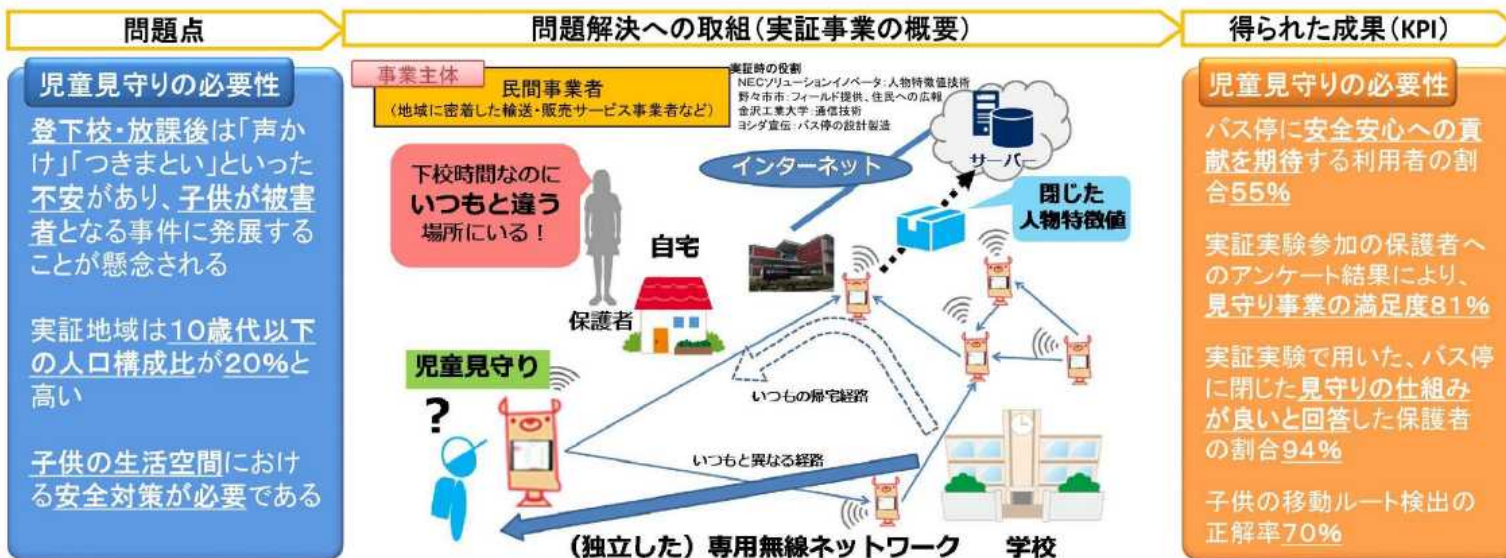 問題点
問題解決への取組(実証事業の概要)
得られた成果(KPI)
児童見守りの必要性
登下校・放課後は「声か
け」「つきまとい」といった
不安があり、子供が被害
者となる事件に発展する
ことが懸念される
実証地域は10歳代以下
の人口構成比が20%と
高い
子供の生活空間におけ
る安全対策が必要である
事業主体
民間事業者
(地域に密着した輸送・販売サービス事業者など)
実証時の役割
NECソリューションイノベータ:人物特徴値技術
野々市市:フィールド提供、住民への広報
金沢工業大学:通信技術
ヨシダ宣伝:バス停の設計製造
サーバー
インターネット
下校時間なのに
いつもと違う
場所にいる!
閉じた
人物特徴値
自宅
保護者
児童見守り
?
いつもの帰宅経路
いつもと異なる経路
(独立した)専用無線ネットワーク
学校
児童見守りの必要性
バス停に安全安心への貢
献を期待する利用者の割
合55%
実証実験参加の保護者へ
のアンケート結果により、
見守り事業の満足度81%
実証実験で用いた、バス停
に閉じた見守りの仕組み
が良いと回答した保護者
の割合94%
子供の移動ルート検出の
正解率70%